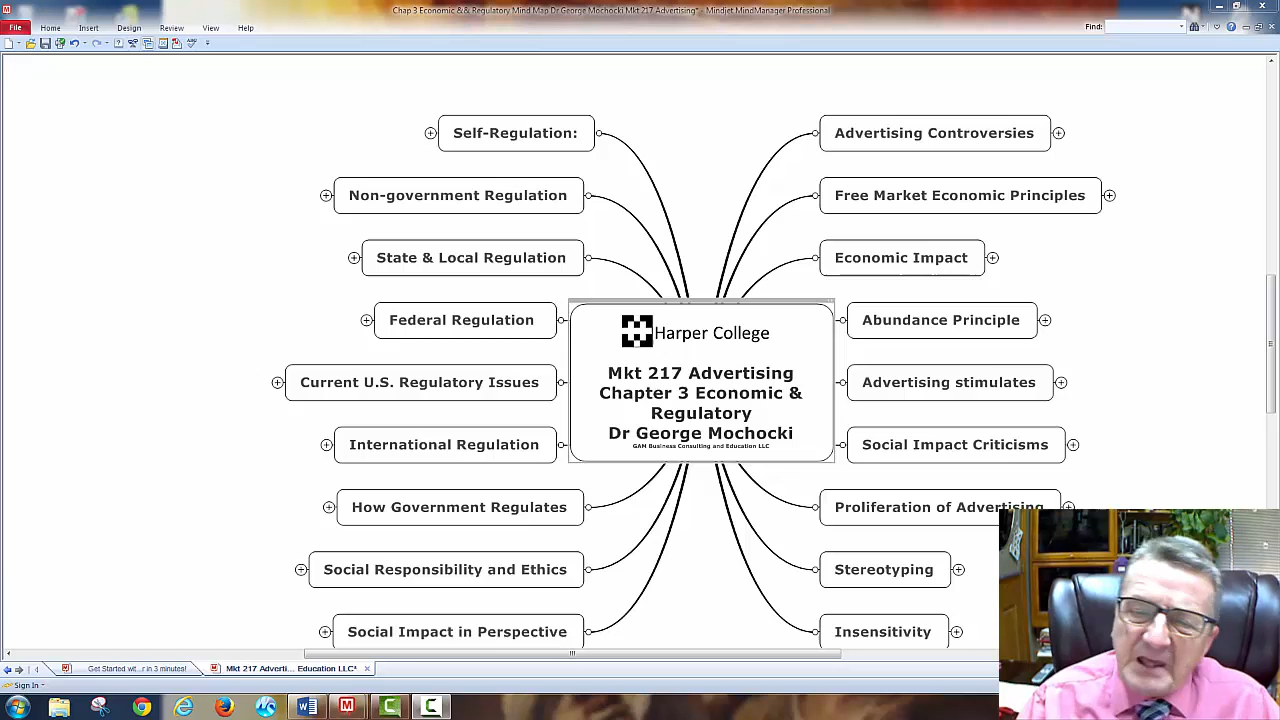 Chap 3 Economic & & Regulatory Mind Map Dr George Mochocki Mkt 217 Advertising* - Mindjet MindManager Professional
File Home Insert Design Review View Help
Find:
Self-Regulation:
Non-government Regulation
State & Local Regulation
Federal Regulation
Current U.S. Regulatory Issues
International Regulation
How Government Regulates
Social Responsibility and Ethics
Social Impact in Perspective
Harper College
Mkt 217 Advertising
Chapter 3 Economic &
Regulatory
Dr George Mochocki
GAM Business Consulting and Education LLC
Advertising Controversies
Free Market Economic Principles
Economic Impact
Abundance Principle
Advertising stimulates
Social Impact Criticisms
Proliferation of Advertising
Stereotyping
Insensitivity
Get Started wit...r in 3 minutes!
Mkt 217 Adverti... Education LLC*
Sign In